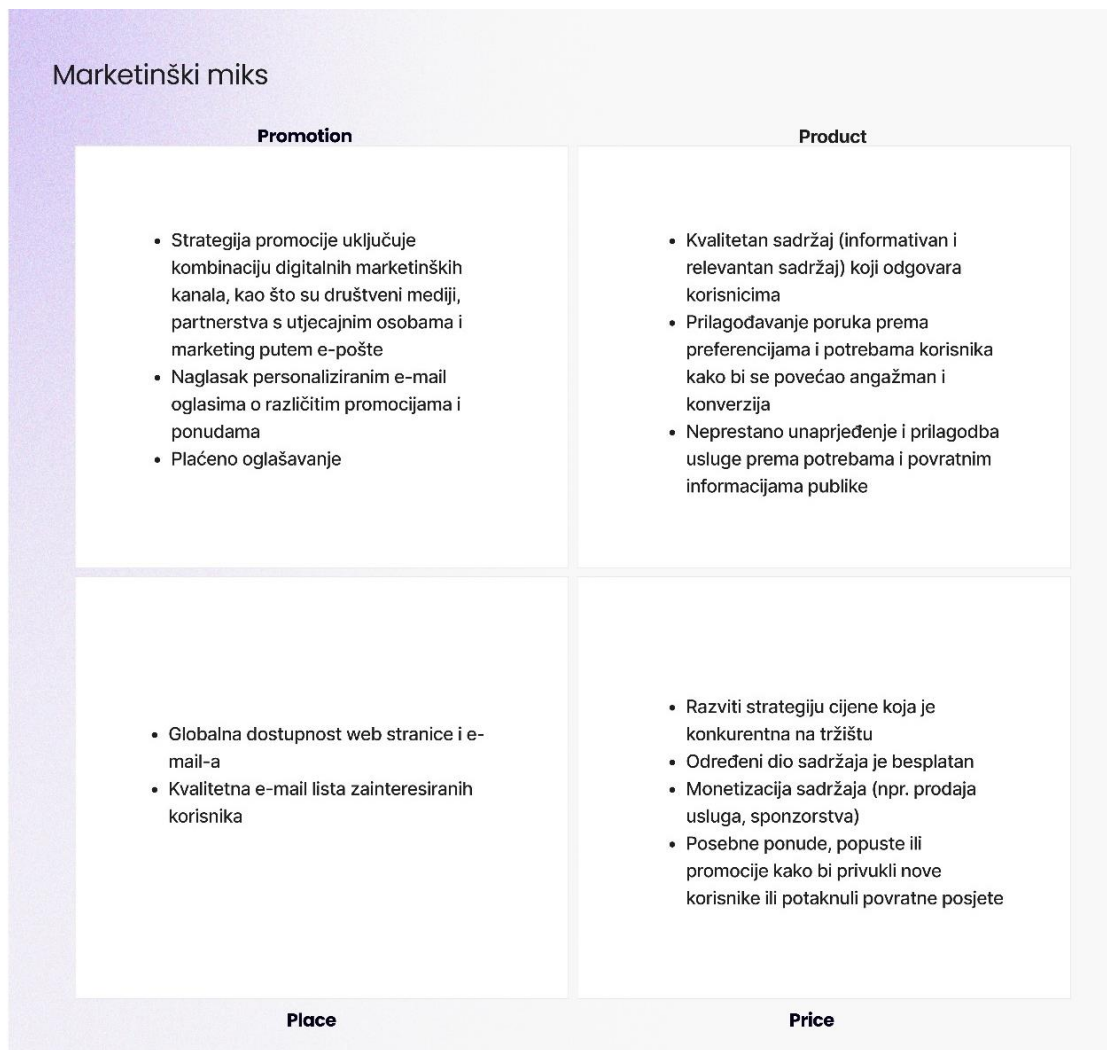 Marketinški miks
Promotion
• Strategija promocije uključuje
kombinaciju digitalnih marketinških
kanala, kao što su društveni mediji,
partnerstva s utjecajnim osobama i
marketing putem e-pošte
• Naglasak personaliziranim e-mail
oglasima o različitim promocijama i
ponudama
• Plaćeno oglašavanje
Product
• Kvalitetan sadržaj (informativan i
relevantan sadržaj) koji odgovara
korisnicima
• Prilagođavanje poruka prema
preferencijama i potrebama korisnika
kako bi se povećao angažman i
konverzija
• Neprestano unaprjeđenje i prilagodba
usluge prema potrebama i povratnim
informacijama publike
• Globalna dostupnost web stranice i e-
mail-a
• Kvalitetna e-mail lista zainteresiranih
korisnika
Place
• Razviti strategiju cijene koja je
konkurentna na tržištu
• Određeni dio sadržaja je besplatan
• Monetizacija sadržaja (npr. prodaja
usluga, sponzorstva)
• Posebne ponude, popuste ili
promocije kako bi privukli nove
korisnike ili potaknuli povratne posjete
Price